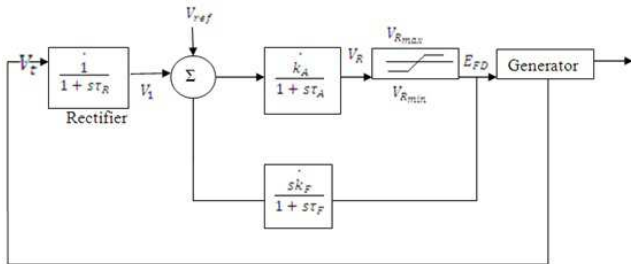 V_ref
V_t
1 / (1 + sτ_R)
Rectifier
V_1
Σ
k_A / (1 + sτ_A)
V_R
V_Rmax
V_Rmin
E_FD
Generator
sk_F / (1 + sτ_F)